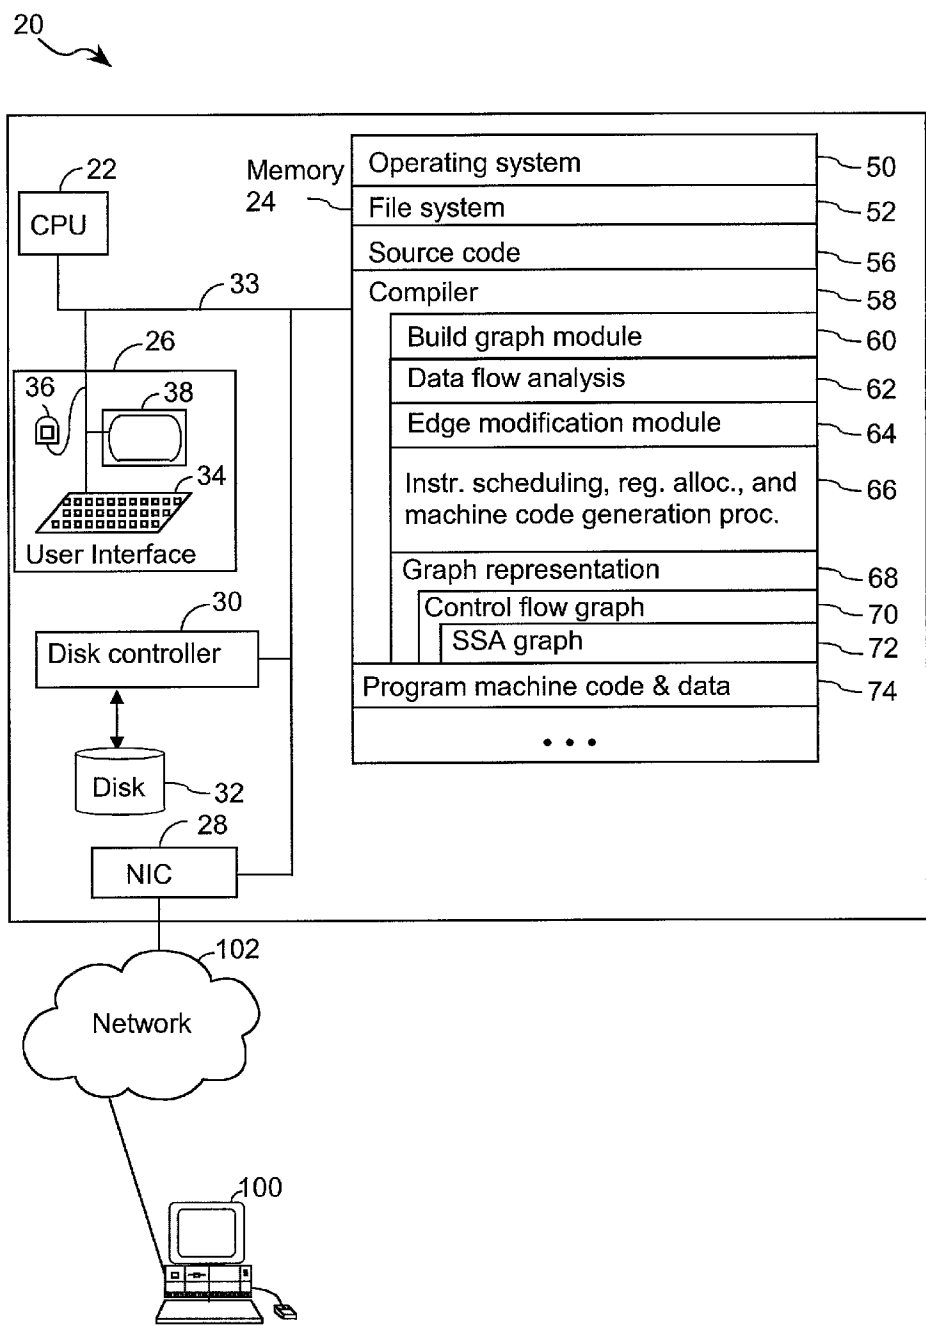 20
22
CPU
Memory
24
Operating system
50
File system
52
Source code
56
33
Compiler
58
Build graph module
60
Data flow analysis
62
Edge modification module
64
Instr. scheduling, reg. alloc., and
machine code generation proc.
66
Graph representation
68
Control flow graph
70
SSA graph
72
Program machine code & data
74
• • •
26
36
38
34
User Interface
30
Disk controller
Disk
32
28
NIC
102
Network
100